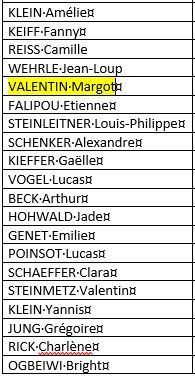 KLEIN·Amélie¤
KEIFF·Fanny¤
REISS·Camille
WEHRLE·Jean-Loup
VALENTIN·Margot¤
FALIPOU·Etienne¤
STEINLEITNER·Louis-Philippe¤
SCHENKER·Alexandre¤
KIEFFER·Gaëlle¤
VOGEL·Lucas¤
BECK·Arthur¤
HOHWALD·Jade¤
GENET·Emilie¤
POINSOT·Lucas¤
SCHAEFFER·Clara¤
STEINMETZ·Valentin¤
KLEIN·Yannis¤
JUNG·Grégoire¤
RICK·Charlène¤
OGBEIWI·Bright¤